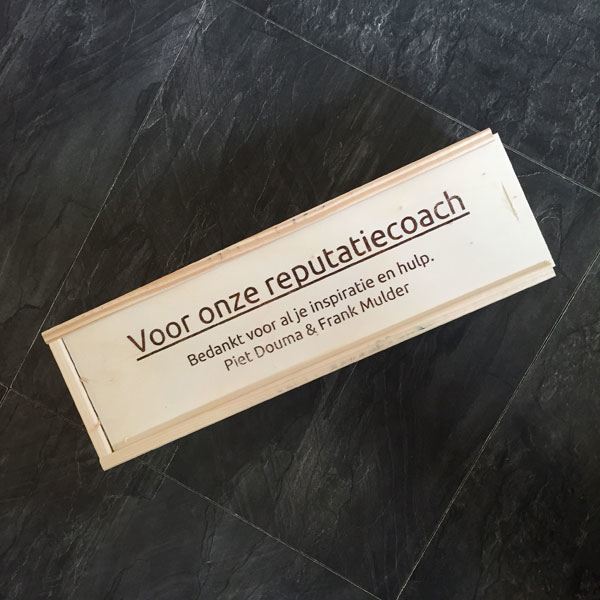 Voor onze reputatiecoach
Bedankt voor al je inspiratie en hulp.
Piet Douma & Frank Mulder